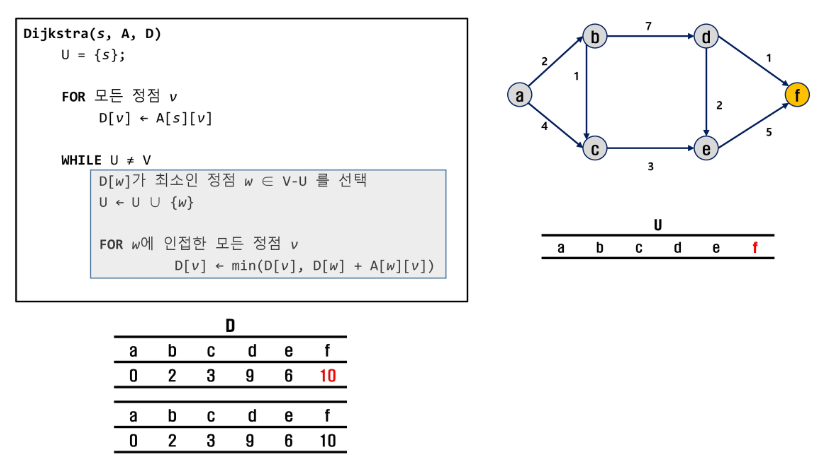 Dijkstra(s, A, D)
U = {s};
FOR 모든 정점 v
D[v] ← A[s][v]
WHILE U ≠ V
D[w]가 최소인 정점 w ∈ V-U 를 선택
U ← U ∪ {w}
FOR w에 인접한 모든 정점 v
D[v] ← min(D[v], D[w] + A[w][v])
b 7 d
2 1 1
a 2 f
4 5
c 3 e
U
a b c d e f
D
a b c d e f
0 2 3 9 6 10
a b c d e f
0 2 3 9 6 10